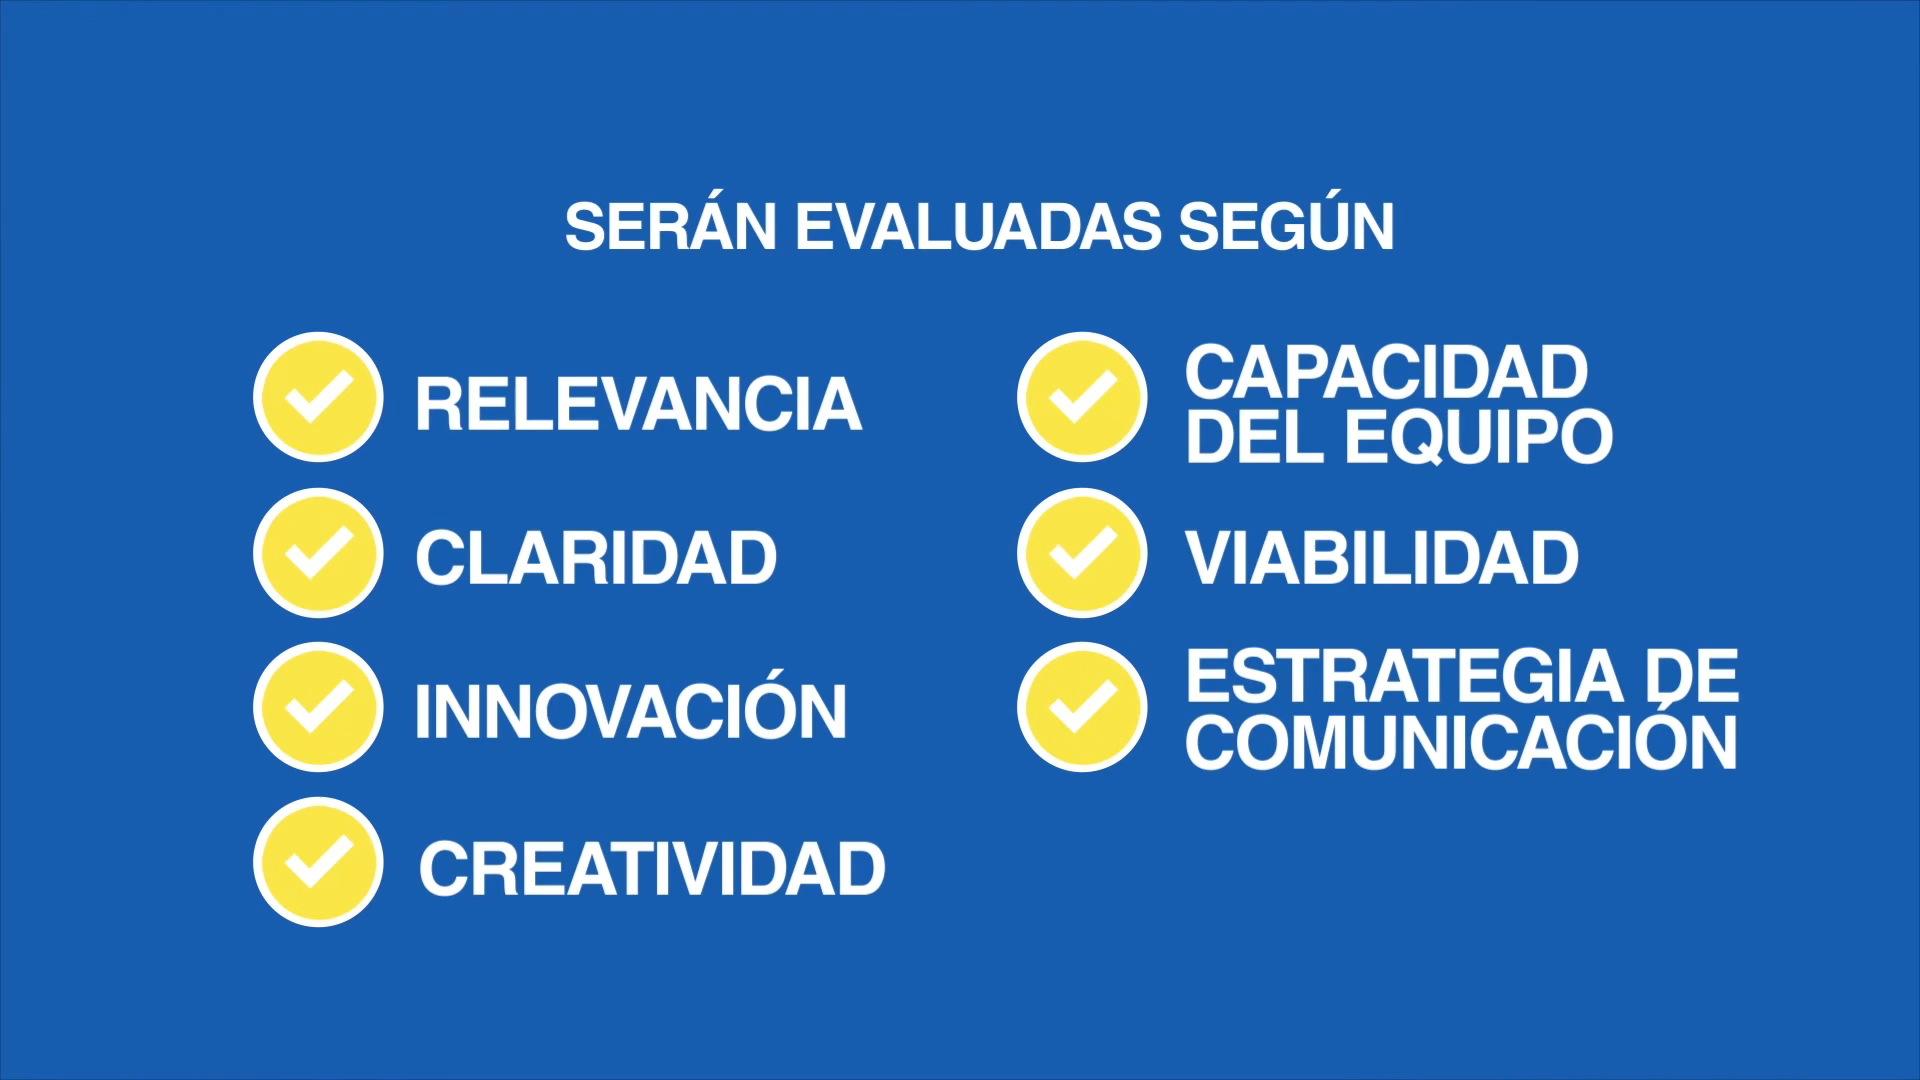 SERÁN EVALUADAS SEGÚN
RELEVANCIA
CLARIDAD
INNOVACIÓN
CREATIVIDAD
CAPACIDAD
DEL EQUIPO
VIABILIDAD
ESTRATEGIA DE
COMUNICACIÓN